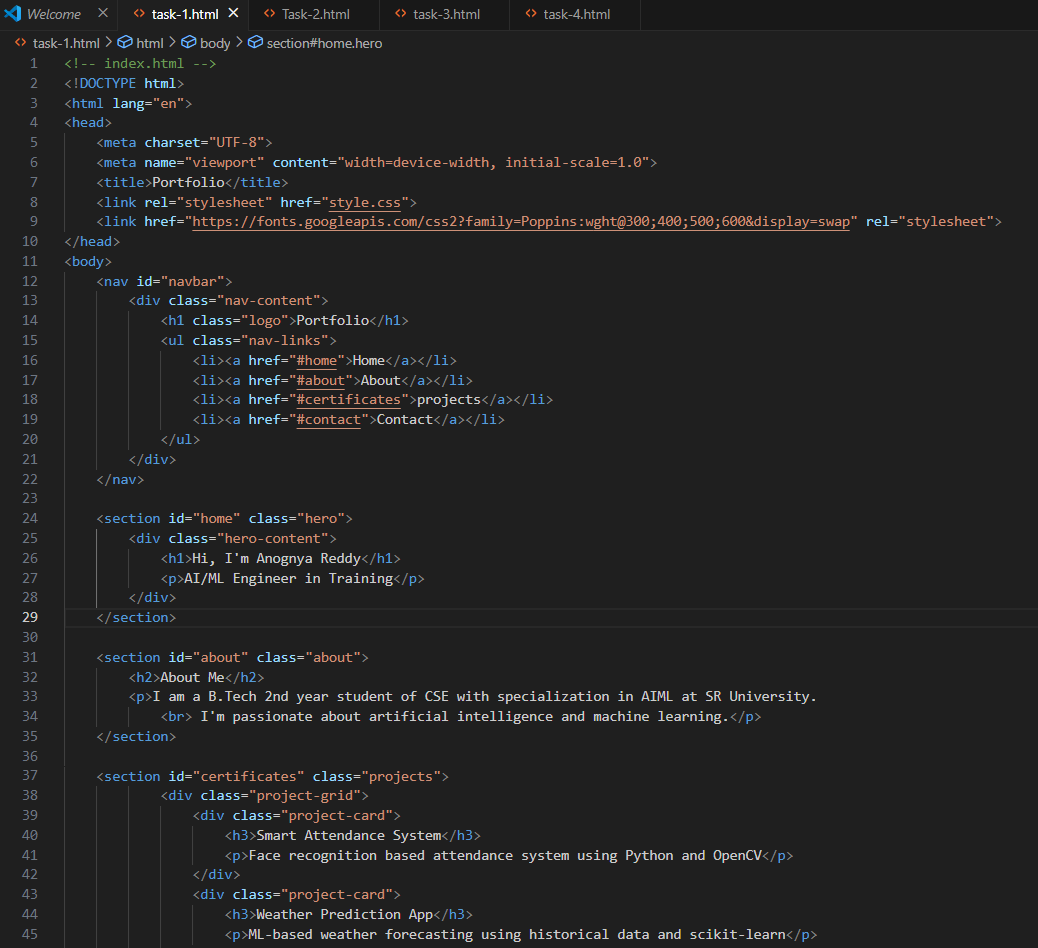 Welcome task-1.html Task-2.html task-3.html task-4.html
task-1.html > html > body > section#home.hero
1 <!-- index.html -->
2 <!DOCTYPE html>
3 <html lang="en">
4 <head>
5 <meta charset="UTF-8">
6 <meta name="viewport" content="width=device-width, initial-scale=1.0">
7 <title>Portfolio</title>
8 <link rel="stylesheet" href="style.css">
9 <link href="https://fonts.googleapis.com/css2?family=Poppins:wght@300;400;500;600&display=swap" rel="stylesheet">
10 </head>
11 <body>
12 <nav id="navbar">
13 <div class="nav-content">
14 <h1 class="logo">Portfolio</h1>
15 <ul class="nav-links">
16 <li><a href="#home">Home</a></li>
17 <li><a href="#about">About</a></li>
18 <li><a href="#certificates">projects</a></li>
19 <li><a href="#contact">Contact</a></li>
20 </ul>
21 </div>
22 </nav>
23
24 <section id="home" class="hero">
25 <div class="hero-content">
26 <h1>Hi, I'm Anognya Reddy</h1>
27 <p>AI/ML Engineer in Training</p>
28 </div>
29 </section>
30
31 <section id="about" class="about">
32 <h2>About Me</h2>
33 <p>I am a B.Tech 2nd year student of CSE with specialization in AIML at SR University.
34 <br> I'm passionate about artificial intelligence and machine learning.</p>
35 </section>
36
37 <section id="certificates" class="projects">
38 <div class="project-grid">
39 <div class="project-card">
40 <h3>Smart Attendance System</h3>
41 <p>Face recognition based attendance system using Python and OpenCV</p>
42 </div>
43 <div class="project-card">
44 <h3>Weather Prediction App</h3>
45 <p>ML-based weather forecasting using historical data and scikit-learn</p>